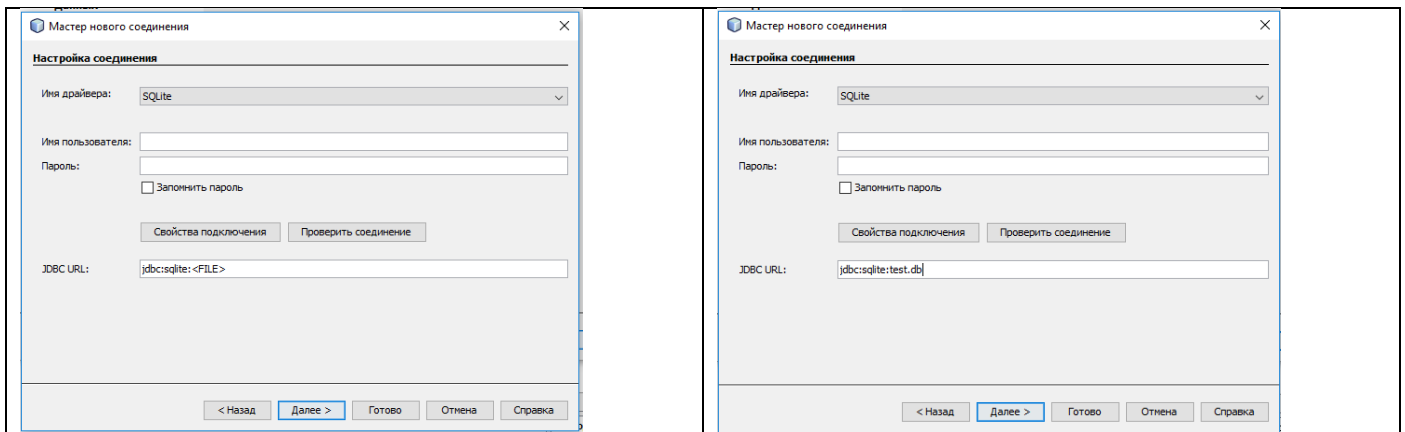 Мастер нового соединения
Настройка соединения
Имя драйвера: SQLite
Имя пользователя:
Пароль:
Запомнить пароль
Свойства подключения Проверить соединение
JDBC URL: jdbc:sqlite:<FILE>
< Назад Далее > Готово Отмена Справка
Мастер нового соединения
Настройка соединения
Имя драйвера: SQLite
Имя пользователя:
Пароль:
Запомнить пароль
Свойства подключения Проверить соединение
JDBC URL: jdbc:sqlite:test.db
< Назад Далее > Готово Отмена Справка